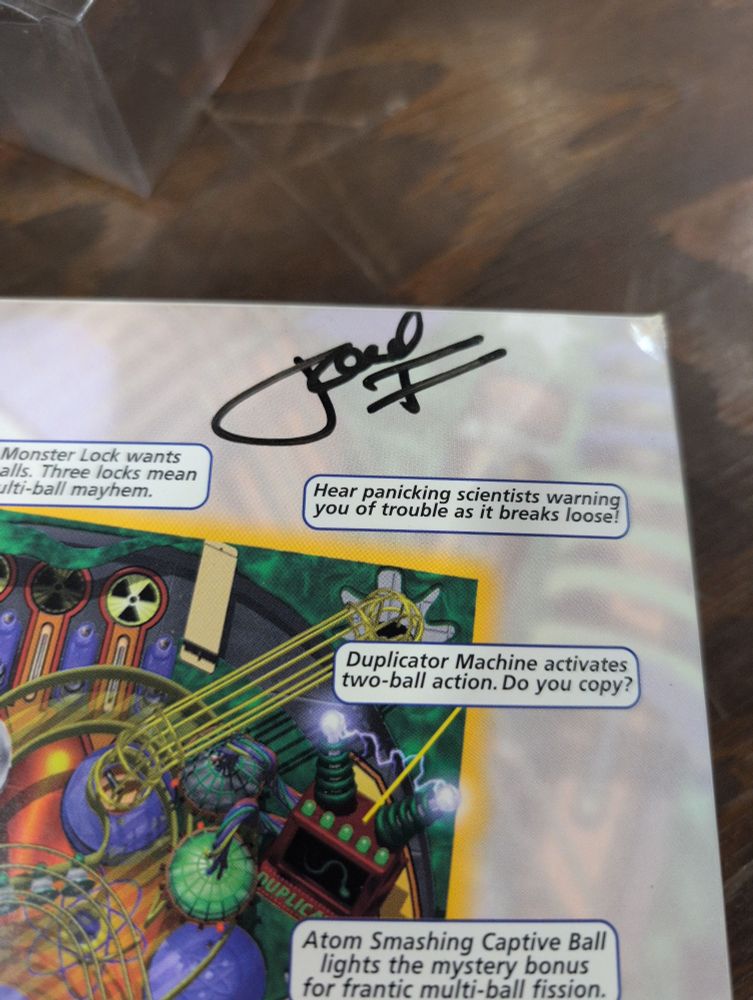 Monster Lock wants
alls. Three locks mean
ulti-ball mayhem.
Hear panicking scientists warning
you of trouble as it breaks loose!
Duplicator Machine activates
two-ball action. Do you copy?
DUPLICA
Atom Smashing Captive Ball
lights the mystery bonus
for frantic multi-ball fission.